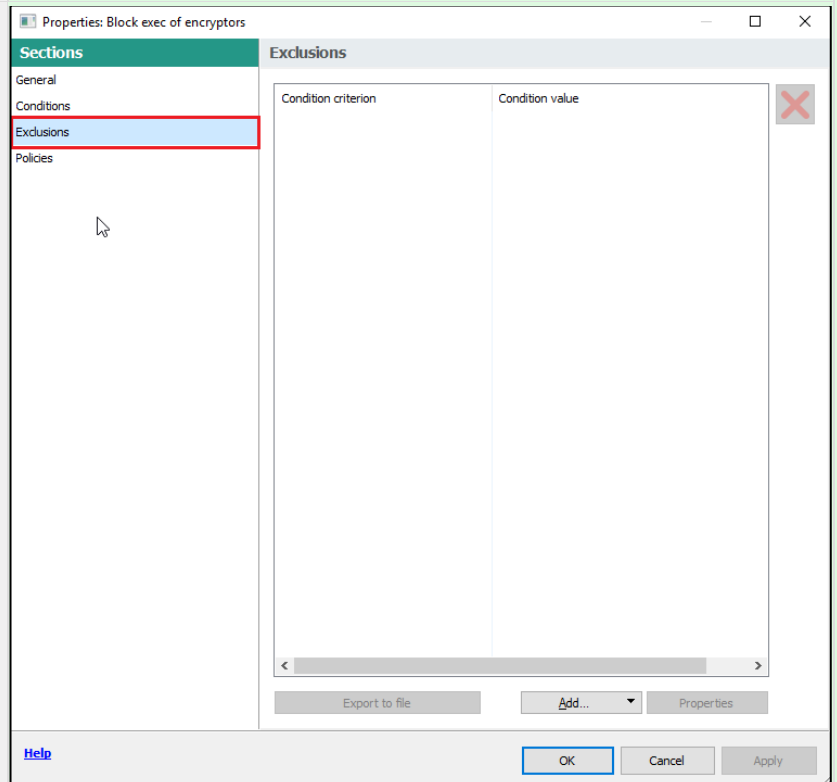 Properties: Block exec of encryptors
Sections
Exclusions
General
Conditions
Exclusions
Policies
Condition criterion
Condition value
Export to file
Add...
Properties
Help
OK
Cancel
Apply